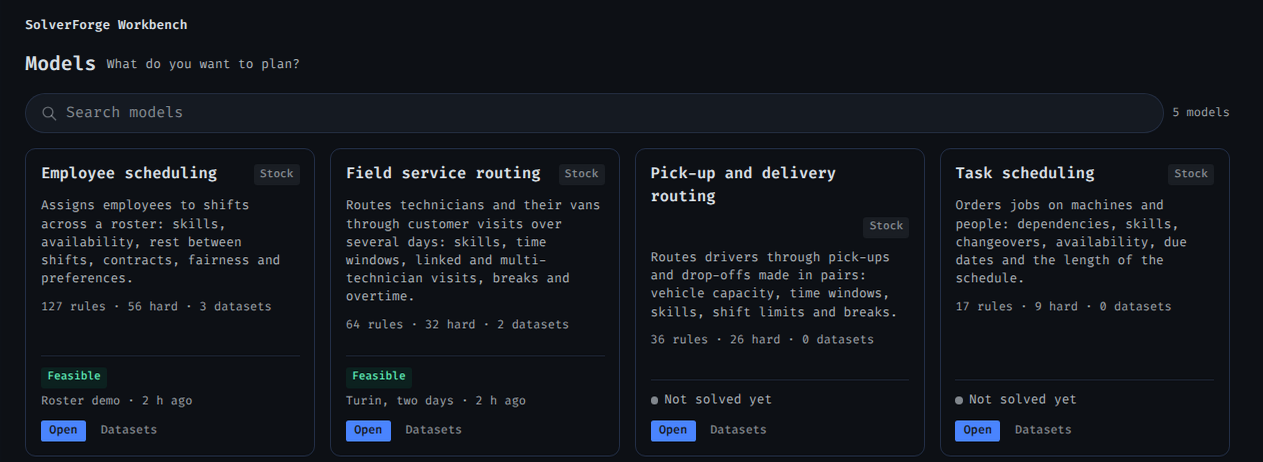 SolverForge Workbench
Models What do you want to plan?
Search models
5 models
Employee scheduling
Stock
Assigns employees to shifts
across a roster: skills,
availability, rest between
shifts, contracts, fairness and
preferences.
127 rules · 56 hard · 3 datasets
Feasible
Roster demo · 2 h ago
Open Datasets
Field service routing
Stock
Routes technicians and their vans
through customer visits over
several days: skills, time
windows, linked and multi-
technician visits, breaks and
overtime.
64 rules · 32 hard · 2 datasets
Feasible
Turin, two days · 2 h ago
Open Datasets
Pick-up and delivery
routing
Stock
Routes drivers through pick-ups
and drop-offs made in pairs:
vehicle capacity, time windows,
skills, shift limits and breaks.
36 rules · 26 hard · 0 datasets
Not solved yet
Open Datasets
Task scheduling
Stock
Orders jobs on machines and
people: dependencies, skills,
changeovers, availability, due
dates and the length of the
schedule.
17 rules · 9 hard · 0 datasets
Not solved yet
Open Datasets